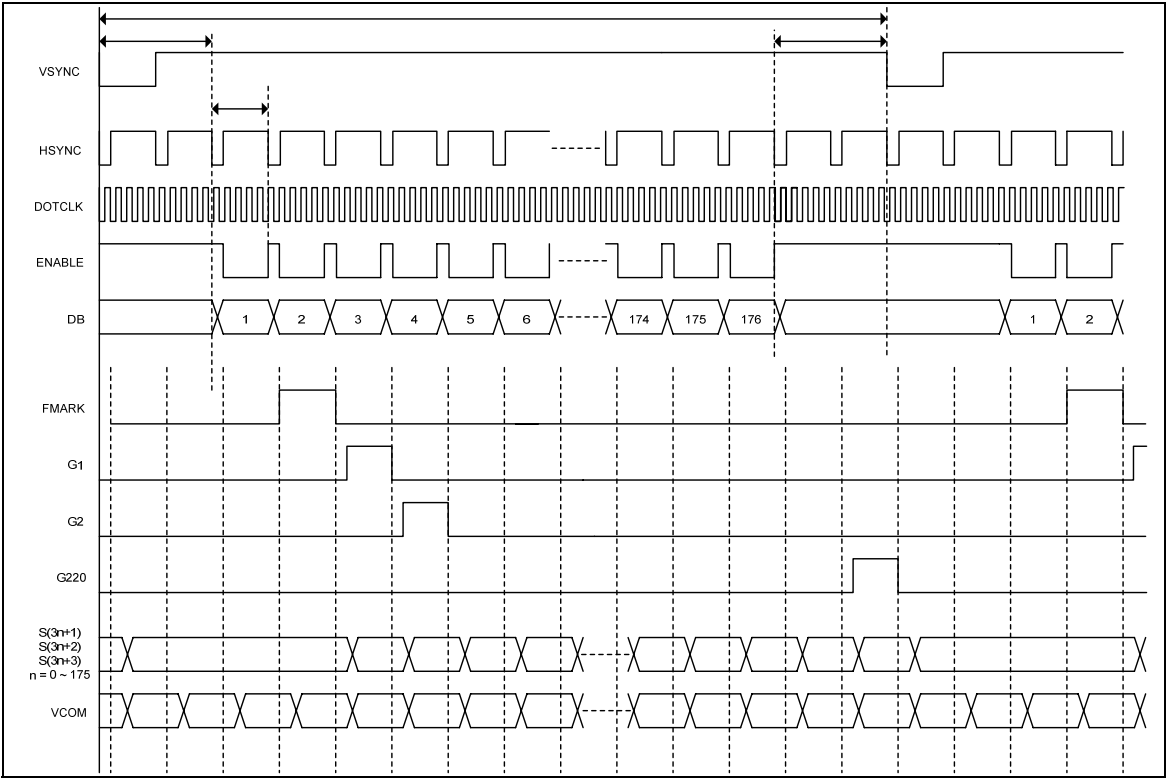 VSYNC
HSYNC
DOTCLK
ENABLE
DB
1 2 3 4 5 6 174 175 176 1 2
FMARK
G1
G2
G220
S(3n+1)
S(3n+2)
S(3n+3)
n = 0 ~ 175
VCOM